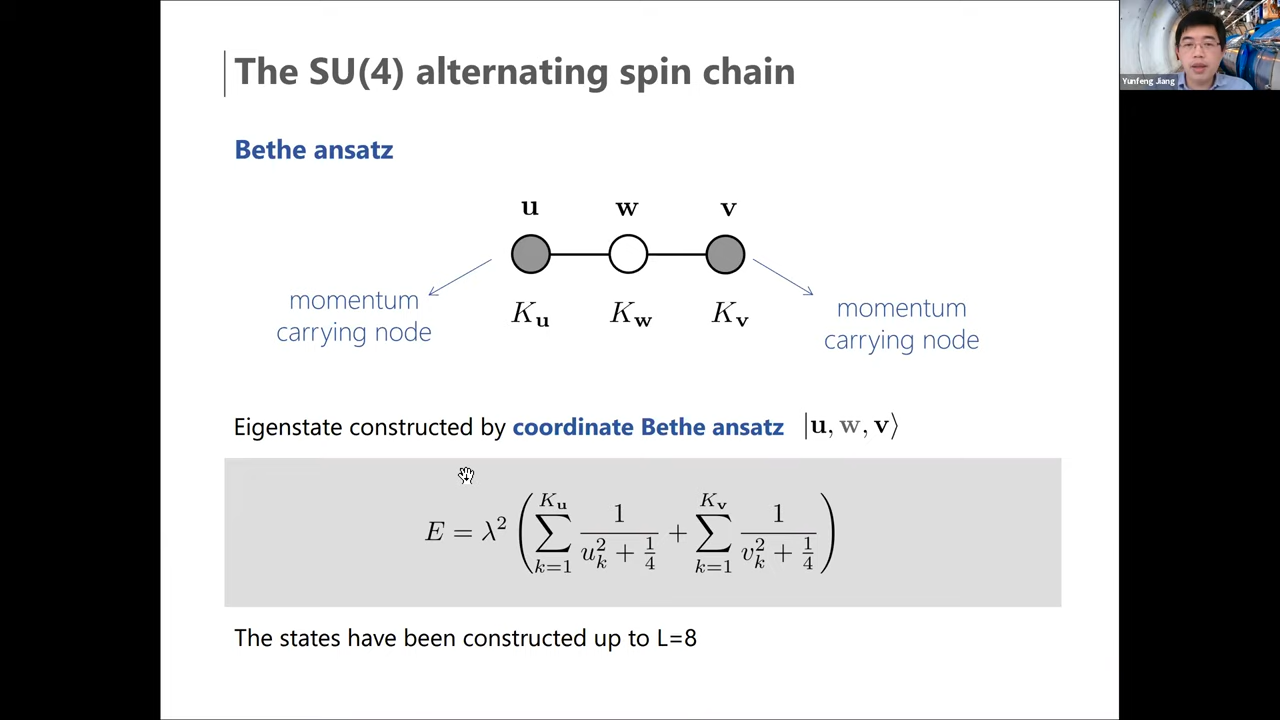 The SU(4) alternating spin chain
Yunfeng Jiang
Bethe ansatz
u w v
momentum
carrying node
K_u K_w K_v
momentum
carrying node
Eigenstate constructed by coordinate Bethe ansatz |u, w, v⟩
E = λ² ( ∑_{k=1}^{K_u} 1/(u_k² + 1/4) + ∑_{k=1}^{K_v} 1/(v_k² + 1/4) )
The states have been constructed up to L=8